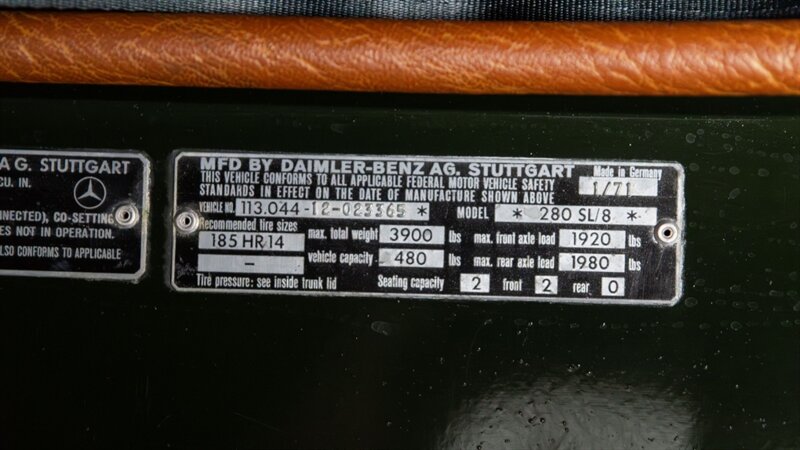 A G. STUTTGART
CU. IN.
NNECTED), CO-SETTING
ES NOT IN OPERATION.
LSO CONFORMS TO APPLICABLE
MFD BY DAIMLER-BENZ AG. STUTTGART
Made in Germany
THIS VEHICLE CONFORMS TO ALL APPLICABLE FEDERAL MOTOR VEHICLE SAFETY
1/71
STANDARDS IN EFFECT ON THE DATE OF MANUFACTURE SHOWN ABOVE
VEHICLE NO. 113.044-12-023365 * MODEL * 280 SL/8 *
Recommended tire sizes
185 HR 14 max. total weight 3900 lbs max. front axle load 1920 lbs
– vehicle capacity 480 lbs max. rear axle load 1980 lbs
Tire pressure: see inside trunk lid Seating capacity 2 front 2 rear 0